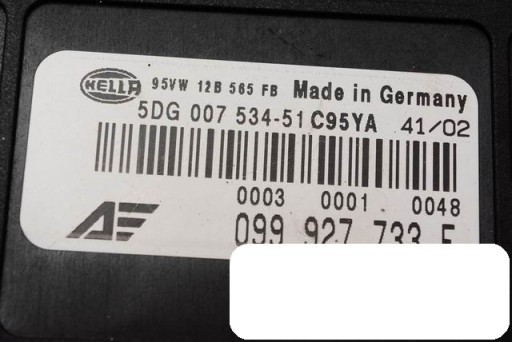 HELLA 95VW 12B 565 FB Made in Germany
5DG 007 534-51 C95YA 41/02
0003 0001 0048
099 927 733